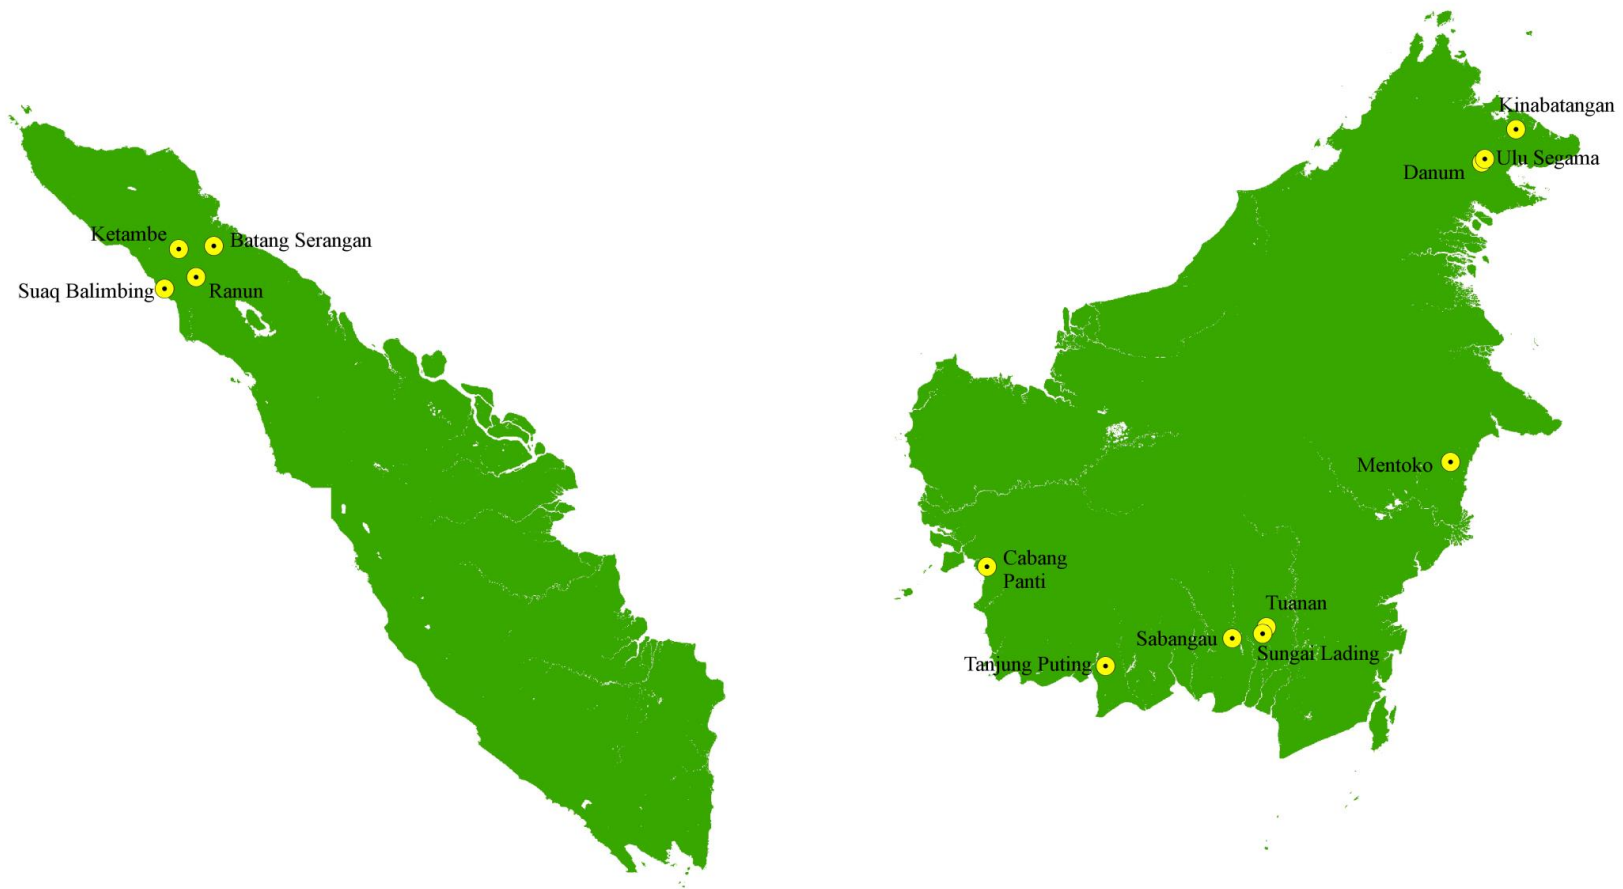 Ketambe
Batang Serangan
Suaq Balimbing
Ranun
Kinabatangan
Ulu Segama
Danum
Mentoko
Cabang
Panti
Tuanan
Sabangau
Sungai Lading
Tanjung Puting